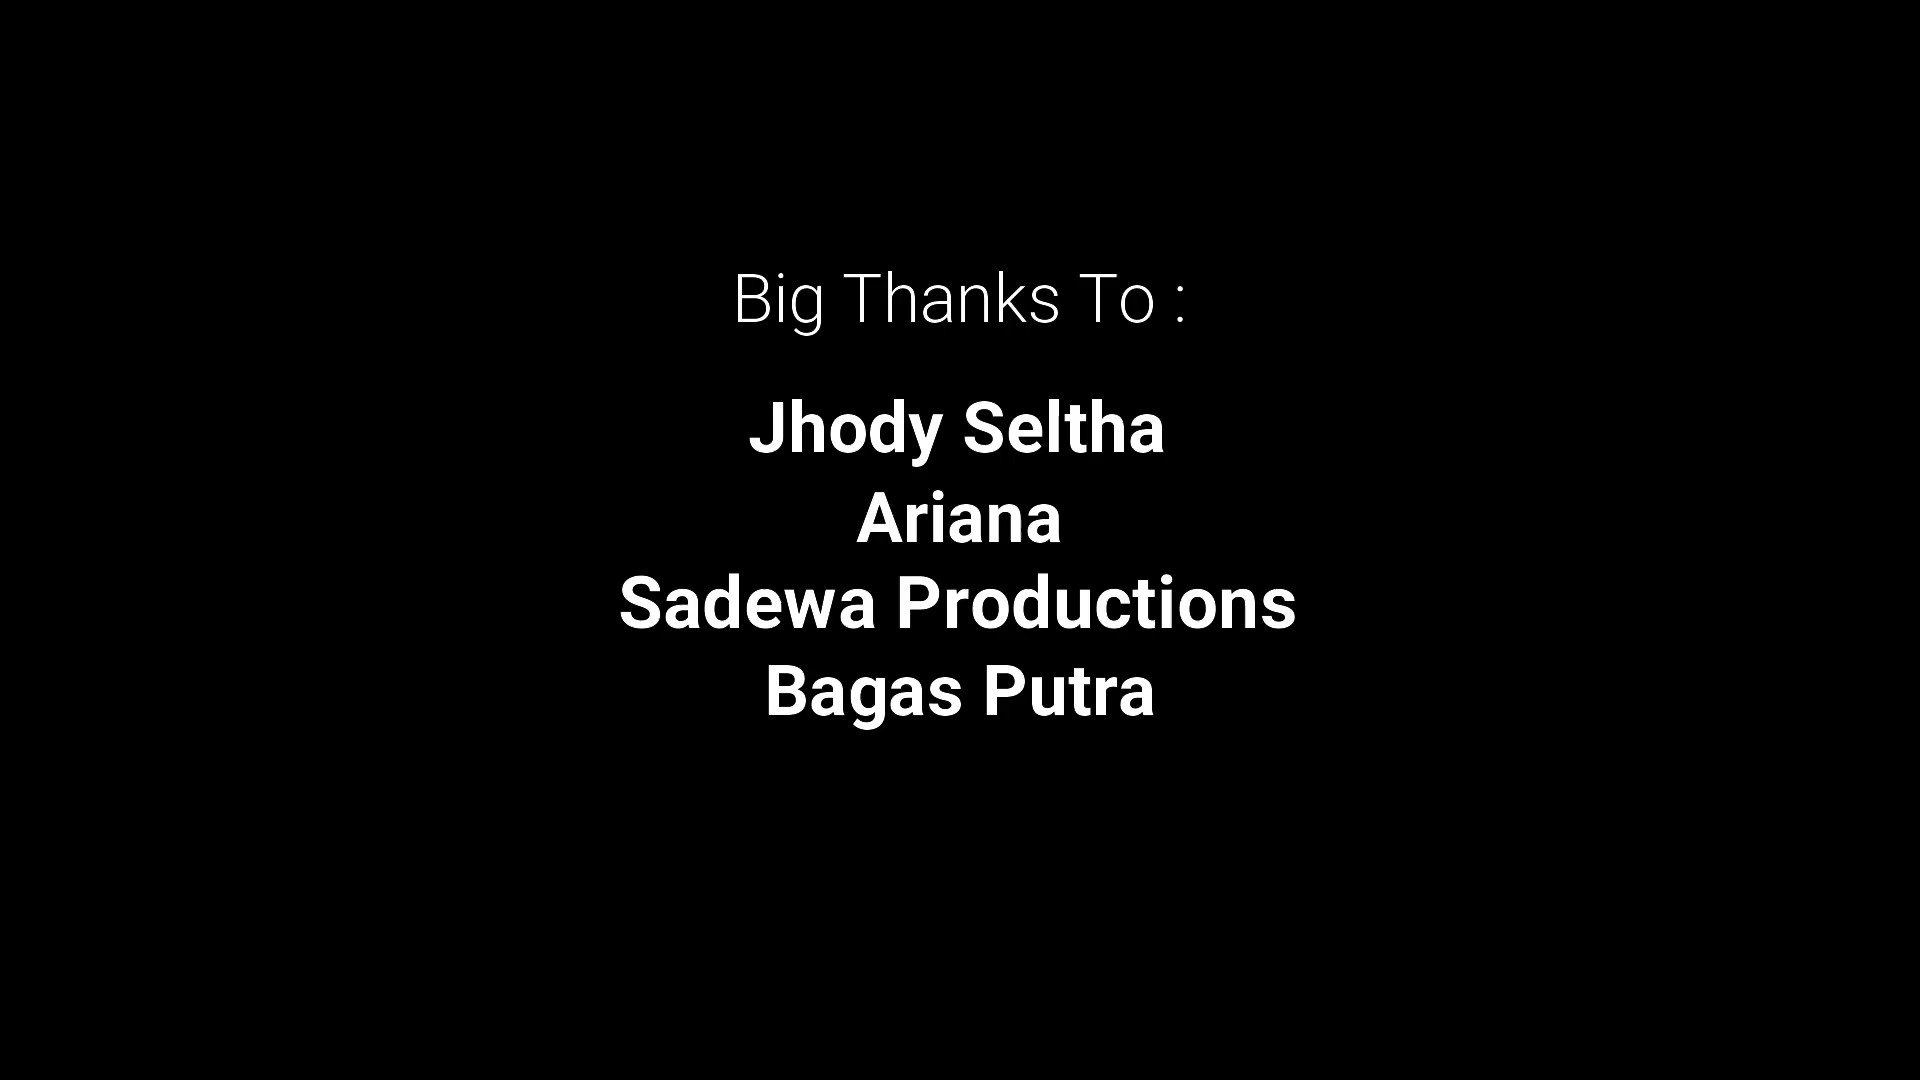 Big Thanks To :
Jhody Seltha
Ariana
Sadewa Productions
Bagas Putra